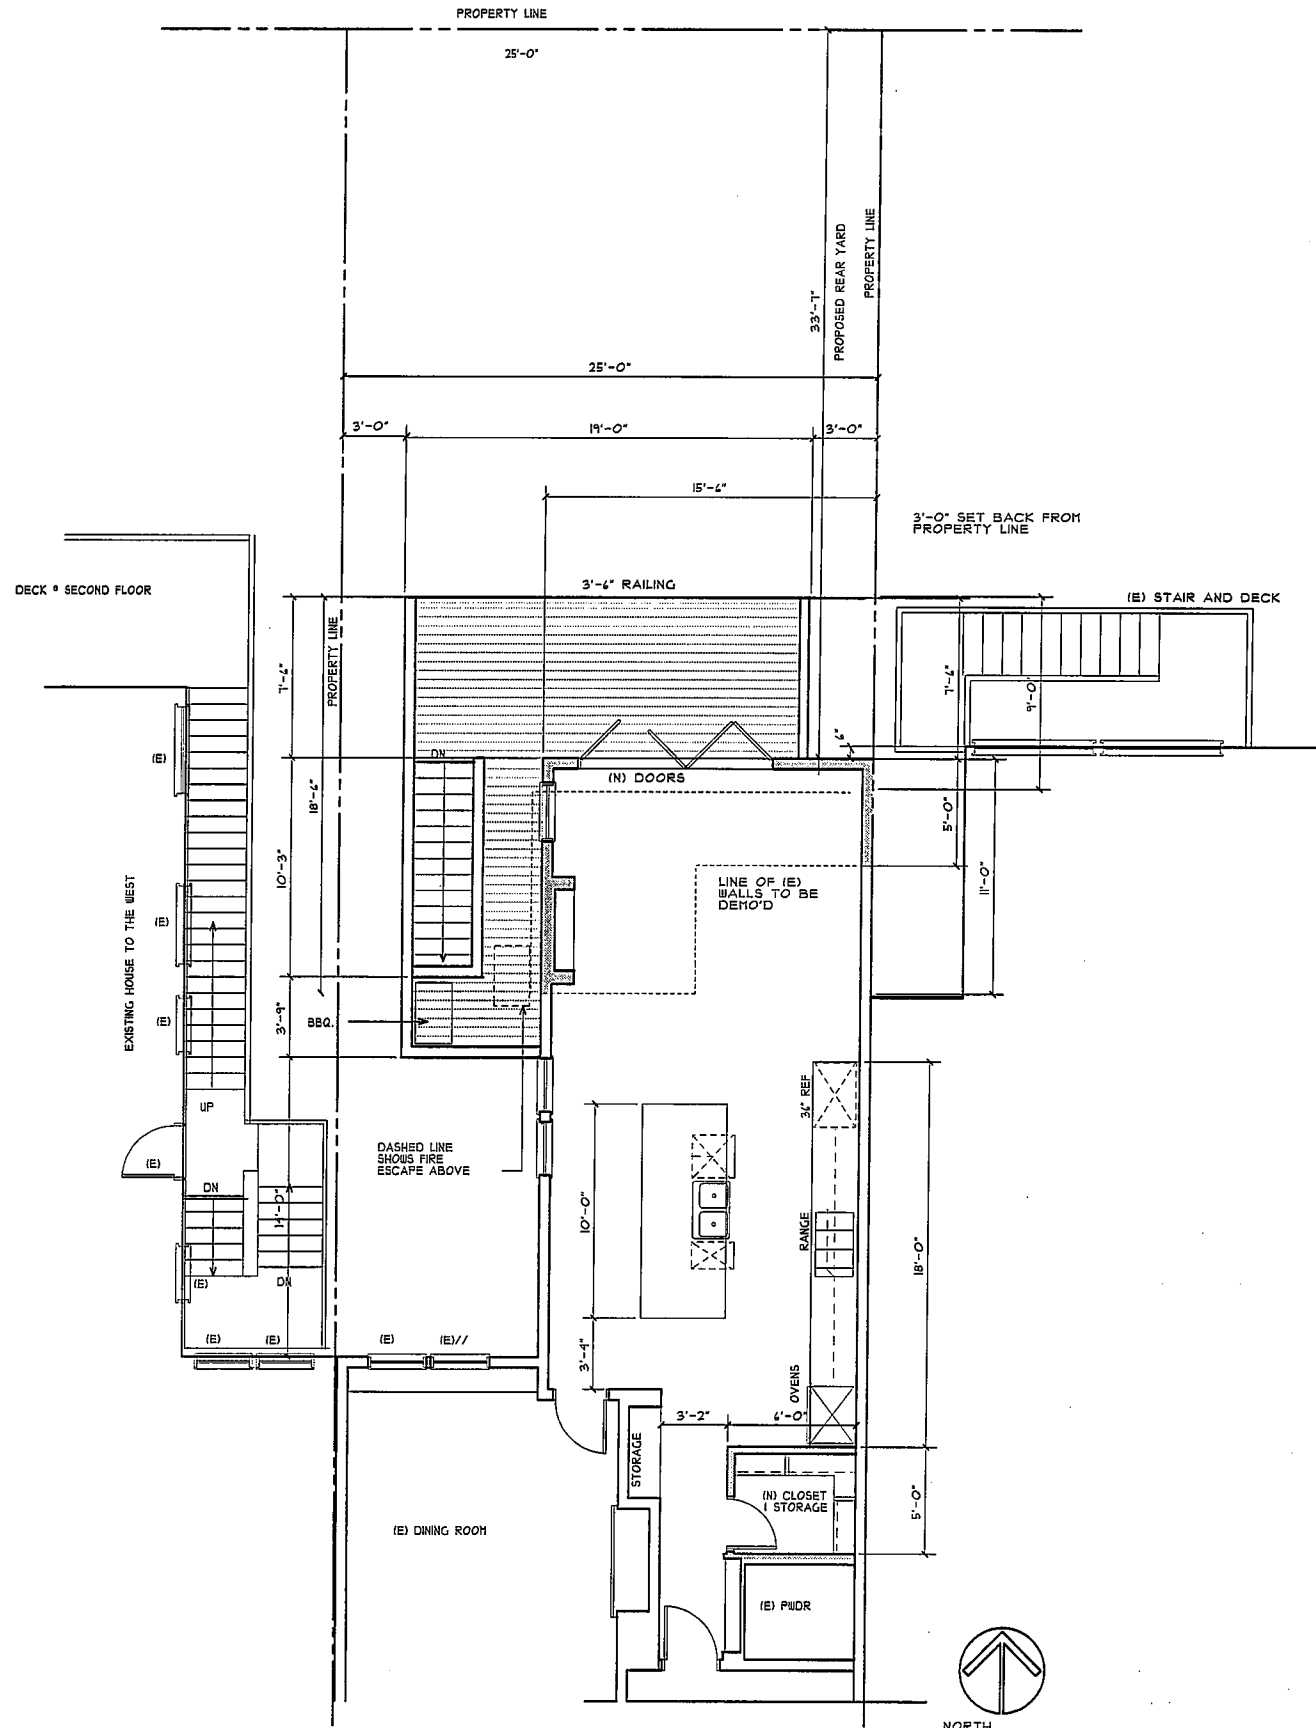 PROPERTY LINE
25'-0"
PROPERTY LINE
PROPOSED REAR YARD
33'-7"
25'-0"
3'-0"
19'-0"
3'-0"
15'-6"
3'-0" SET BACK FROM
PROPERTY LINE
3'-6" RAILING
DECK @ SECOND FLOOR
(E) STAIR AND DECK
PROPERTY LINE
7'-6"
7'-6"
9'-0"
6"
DN
(E)
(N) DOORS
18'-6"
5'-0"
10'-3"
11'-0"
LINE OF (E)
WALLS TO BE
DEMO'D
(E)
EXISTING HOUSE TO THE WEST
(E)
3'-9"
BBQ.
36" REF
UP
DASHED LINE
SHOWS FIRE
ESCAPE ABOVE
(E)
DN
14'-0"
10'-0"
RANGE
18'-0"
(E)
DN
(E)
(E)
(E)
(E)//
3'-4"
OVENS
3'-2"
6'-0"
STORAGE
(N) CLOSET
STORAGE
5'-0"
(E) DINING ROOM
(E) PWDR
NORTH